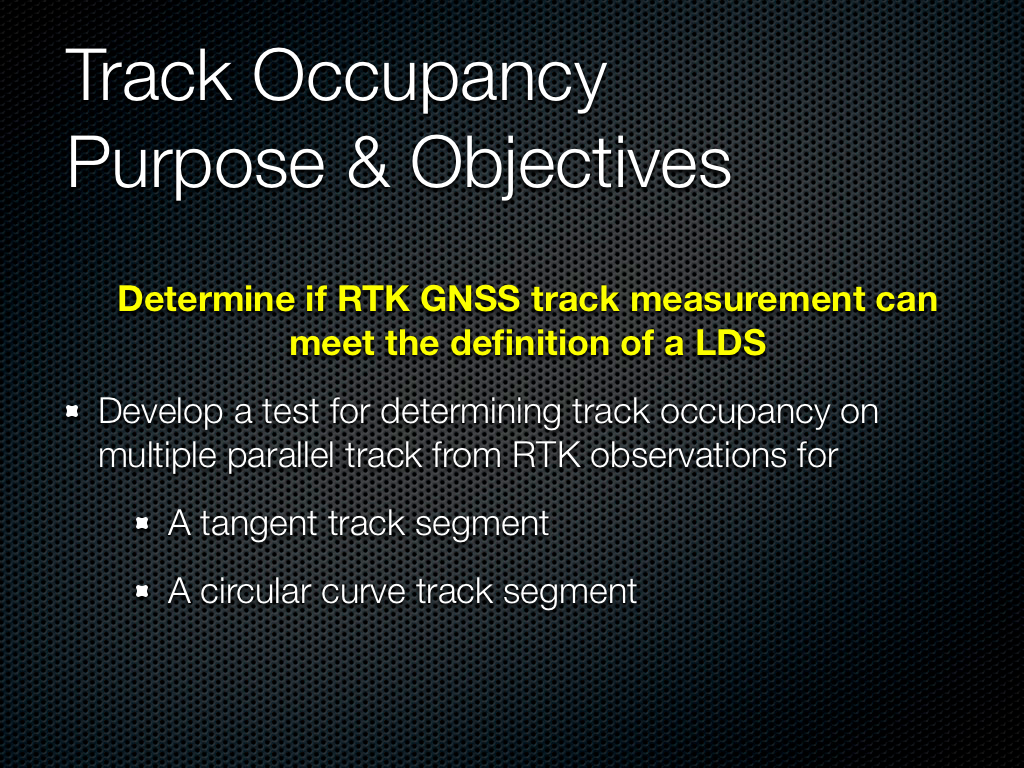 Track Occupancy
Purpose & Objectives
Determine if RTK GNSS track measurement can
meet the definition of a LDS
Develop a test for determining track occupancy on
multiple parallel track from RTK observations for
A tangent track segment
A circular curve track segment